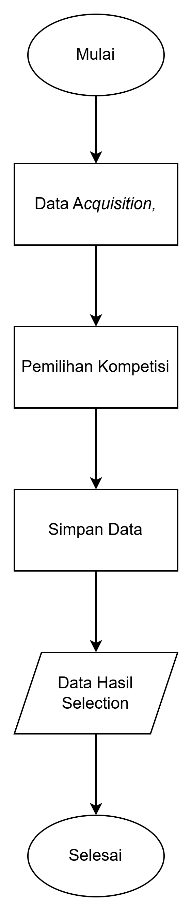 Mulai
Data Acquisition,
Pemilihan Kompetisi
Simpan Data
Data Hasil
Selection
Selesai